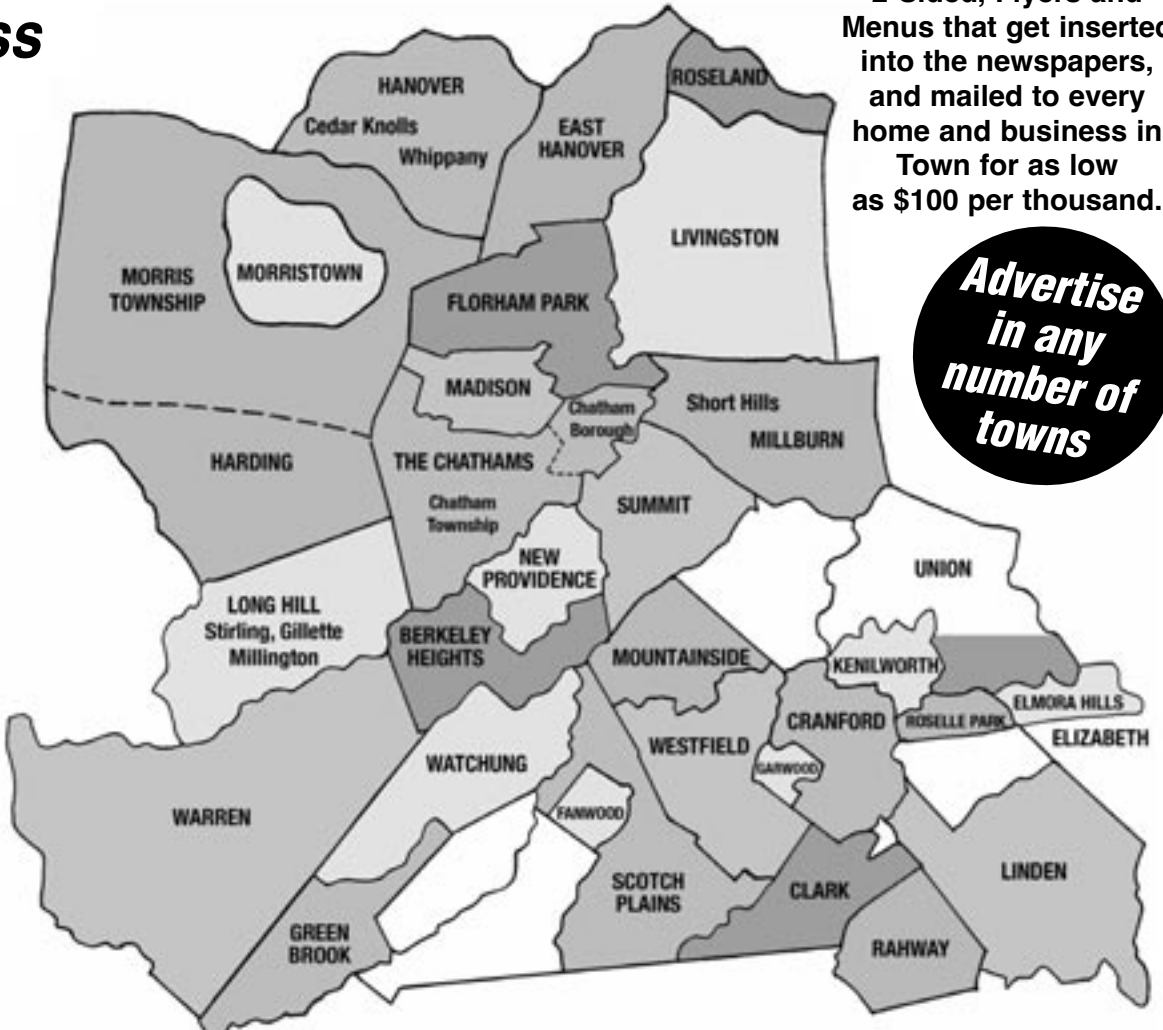 ss
2-Sided, Flyers and
Menus that get inserted
into the newspapers,
and mailed to every
home and business in
Town for as low
as $100 per thousand.
Advertise
in any
number of
towns
HANOVER
Cedar Knolls
Whippany
EAST
HANOVER
ROSELAND
LIVINGSTON
MORRIS
TOWNSHIP
MORRISTOWN
FLORHAM PARK
MADISON
Chatham
Borough
Short Hills
MILLBURN
HARDING
THE CHATHAMS
Chatham
Township
SUMMIT
NEW
PROVIDENCE
UNION
LONG HILL
Stirling, Gillette
Millington
BERKELEY
HEIGHTS
MOUNTAINSIDE
KENILWORTH
ELMORA HILLS
ROSELLE PARK
ELIZABETH
CRANFORD
WESTFIELD
GARWOOD
WATCHUNG
FANWOOD
WARREN
SCOTCH
PLAINS
CLARK
LINDEN
GREEN
BROOK
RAHWAY